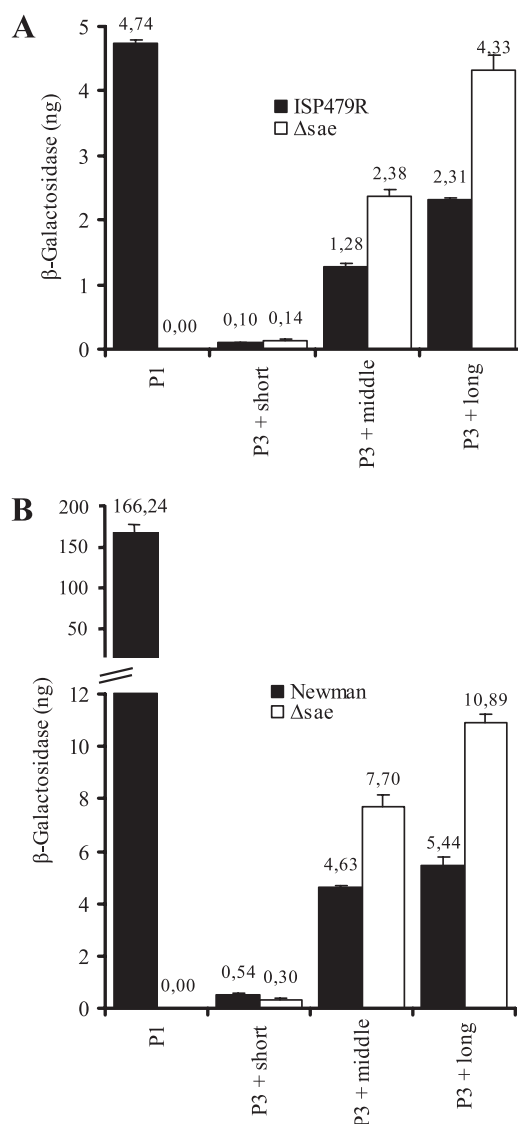 A
β-Galactosidase (ng)
5
4
3
2
1
0
4,74
0,00
0,10
0,14
1,28
2,38
2,31
4,33
ISP479R
Δsae
P1
P3 + short
P3 + middle
P3 + long
B
β-Galactosidase (ng)
200
150
100
50
12
10
8
6
4
2
0
166,24
0,00
0,54
0,30
4,63
7,70
5,44
10,89
Newman
Δsae
P1
P3 + short
P3 + middle
P3 + long